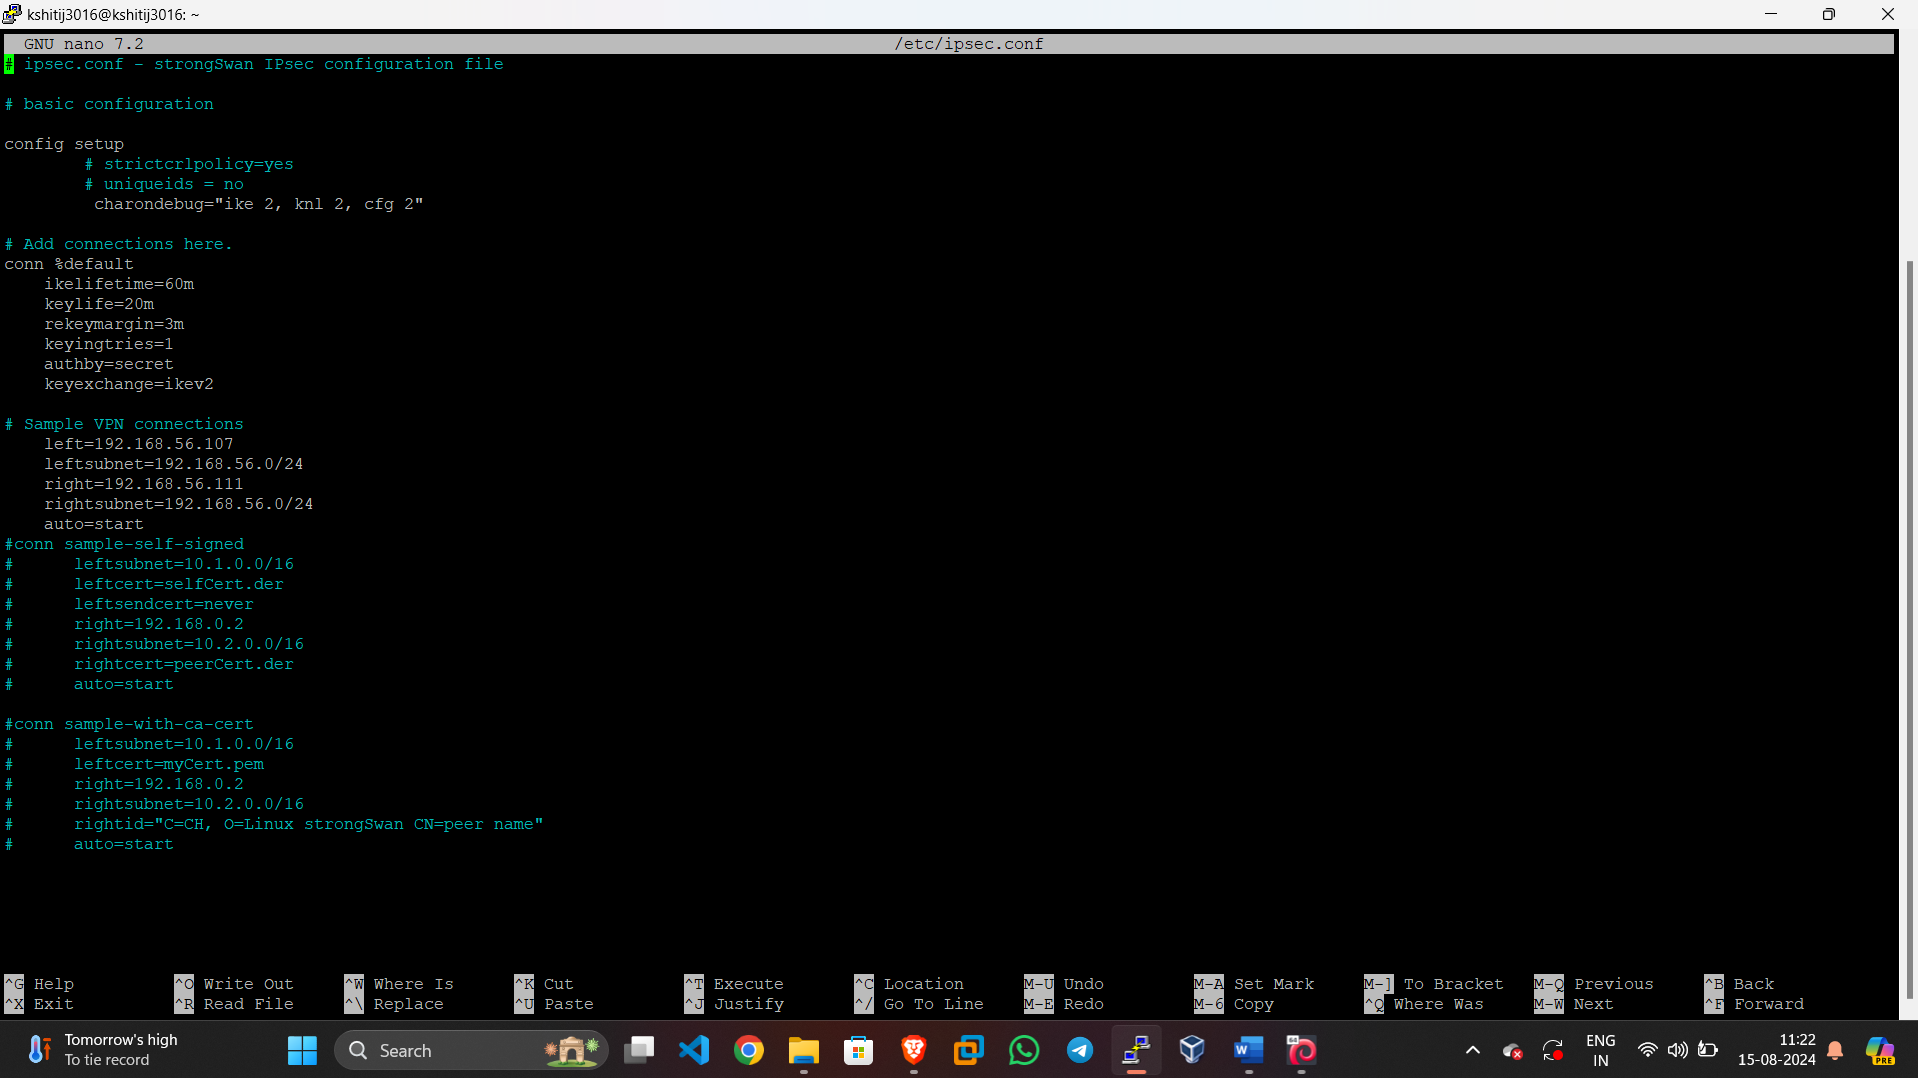 kshitij3016@kshitij3016: ~
GNU nano 7.2 /etc/ipsec.conf
# ipsec.conf - strongSwan IPsec configuration file
# basic configuration
config setup
# strictcrlpolicy=yes
# uniqueids = no
charondebug="ike 2, knl 2, cfg 2"
# Add connections here.
conn %default
ikelifetime=60m
keylife=20m
rekeymargin=3m
keyingtries=1
authby=secret
keyexchange=ikev2
# Sample VPN connections
left=192.168.56.107
leftsubnet=192.168.56.0/24
right=192.168.56.111
rightsubnet=192.168.56.0/24
auto=start
#conn sample-self-signed
# leftsubnet=10.1.0.0/16
# leftcert=selfCert.der
# leftsendcert=never
# right=192.168.0.2
# rightsubnet=10.2.0.0/16
# rightcert=peerCert.der
# auto=start
#conn sample-with-ca-cert
# leftsubnet=10.1.0.0/16
# leftcert=myCert.pem
# right=192.168.0.2
# rightsubnet=10.2.0.0/16
# rightid="C=CH, O=Linux strongSwan CN=peer name"
# auto=start
^G Help ^O Write Out ^W Where Is ^K Cut ^T Execute ^C Location M-U Undo M-A Set Mark M-] To Bracket M-Q Previous ^B Back
^X Exit ^R Read File ^\ Replace ^U Paste ^J Justify ^/ Go To Line M-E Redo M-6 Copy ^Q Where Was M-W Next ^F Forward
Tomorrow's high
To tie record
Search
ENG
IN
11:22
15-08-2024
PRE